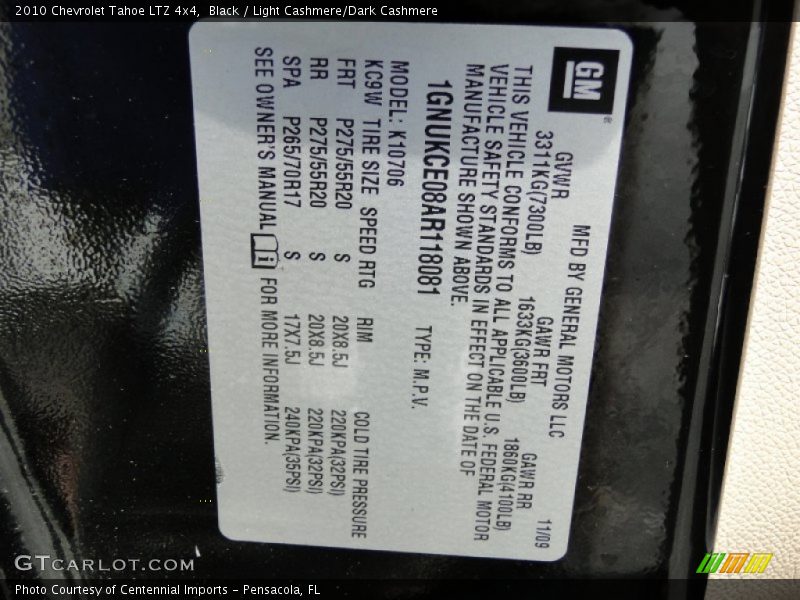 2010 Chevrolet Tahoe LTZ 4x4, Black / Light Cashmere/Dark Cashmere
GM®
MFD BY GENERAL MOTORS LLC 11/09
GVWR GAWR FRT GAWR RR
3311KG(7300LB) 1633KG(3600LB) 1860KG(4100LB)
THIS VEHICLE CONFORMS TO ALL APPLICABLE U.S. FEDERAL MOTOR
VEHICLE SAFETY STANDARDS IN EFFECT ON THE DATE OF
MANUFACTURE SHOWN ABOVE.
1GNUKCE08AR118081 TYPE: M.P.V.
MODEL: K10706
KC9W TIRE SIZE SPEED RTG RIM COLD TIRE PRESSURE
FRT P275/55R20 S 20X8.5J 220KPA(32PSI)
RR P275/55R20 S 20X8.5J 220KPA(32PSI)
SPA P265/70R17 S 17X7.5J 240KPA(35PSI)
SEE OWNER'S MANUAL i FOR MORE INFORMATION.
GTcarlot.com
Photo Courtesy of Centennial Imports - Pensacola, FL